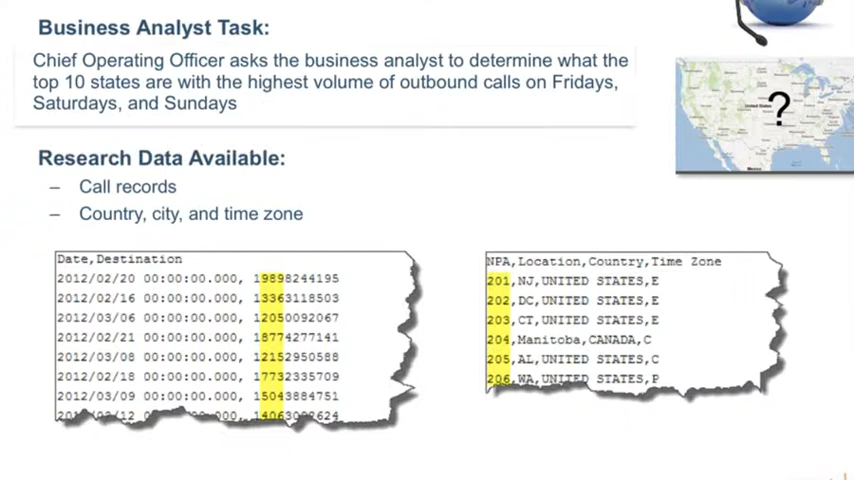 Business Analyst Task:
Chief Operating Officer asks the business analyst to determine what the
top 10 states are with the highest volume of outbound calls on Fridays,
Saturdays, and Sundays
United States
?
Mexico
Research Data Available:
– Call records
– Country, city, and time zone
Date,Destination
2012/02/20 00:00:00.000, 19898244195
2012/02/16 00:00:00.000, 13363118503
2012/03/06 00:00:00.000, 12050092067
2012/02/21 00:00:00.000, 18774277141
2012/03/08 00:00:00.000, 12152950588
2012/02/18 00:00:00.000, 17732335709
2012/03/09 00:00:00.000, 15043884751
NPA,Location,Country,Time Zone
201,NJ,UNITED STATES,E
202,DC,UNITED STATES,E
203,CT,UNITED STATES,E
204,Manitoba,CANADA,C
205,AL,UNITED STATES,C
206,WA,UNITED STATES,P